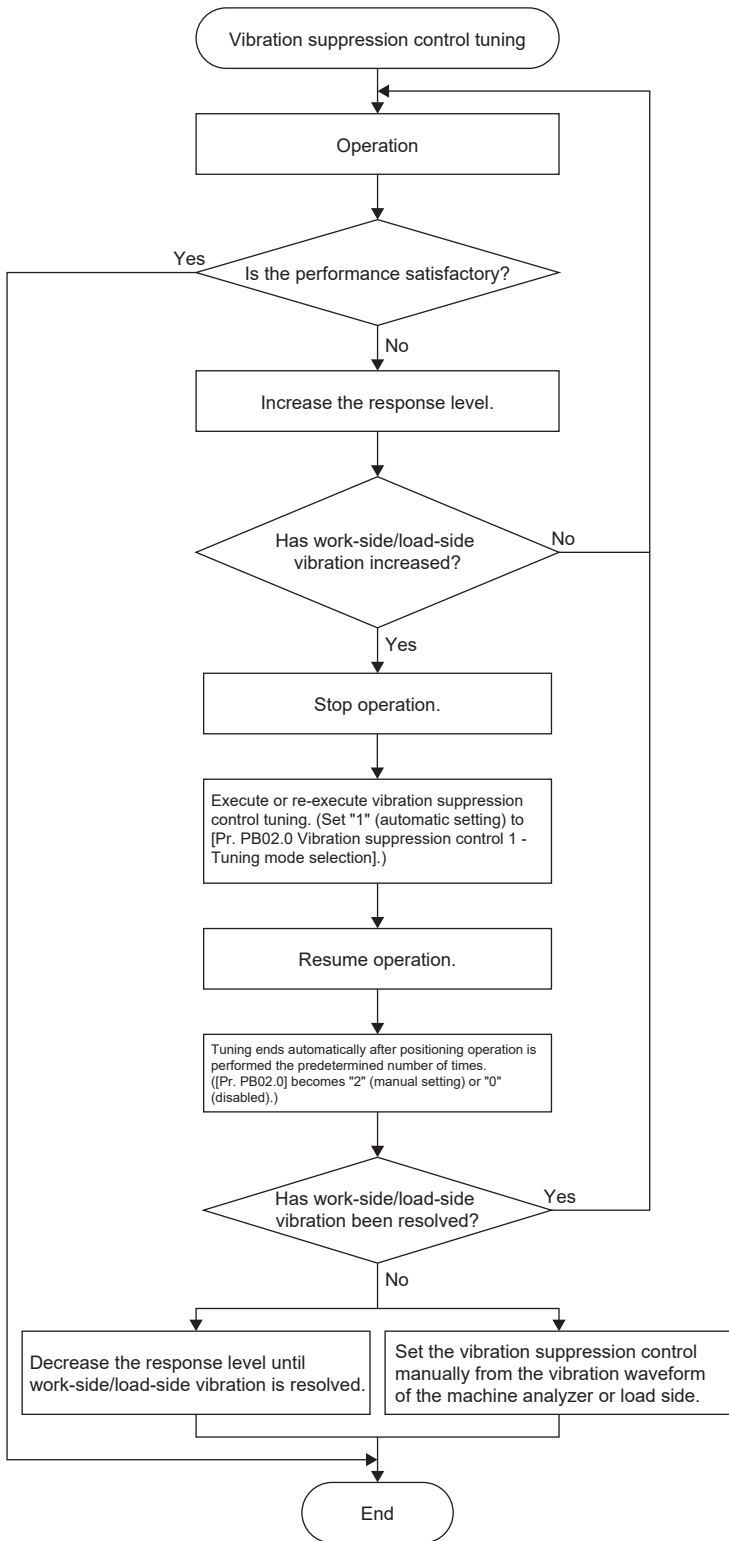 Vibration suppression control tuning
Operation
Yes
Is the performance satisfactory?
No
Increase the response level.
Has work-side/load-side
vibration increased?
No
Yes
Stop operation.
Execute or re-execute vibration suppression
control tuning. (Set "1" (automatic setting) to
[Pr. PB02.0 Vibration suppression control 1 -
Tuning mode selection].)
Resume operation.
Tuning ends automatically after positioning operation is
performed the predetermined number of times.
([Pr. PB02.0] becomes "2" (manual setting) or "0"
(disabled).)
Has work-side/load-side
vibration been resolved?
Yes
No
Decrease the response level until
work-side/load-side vibration is resolved.
Set the vibration suppression control
manually from the vibration waveform
of the machine analyzer or load side.
End